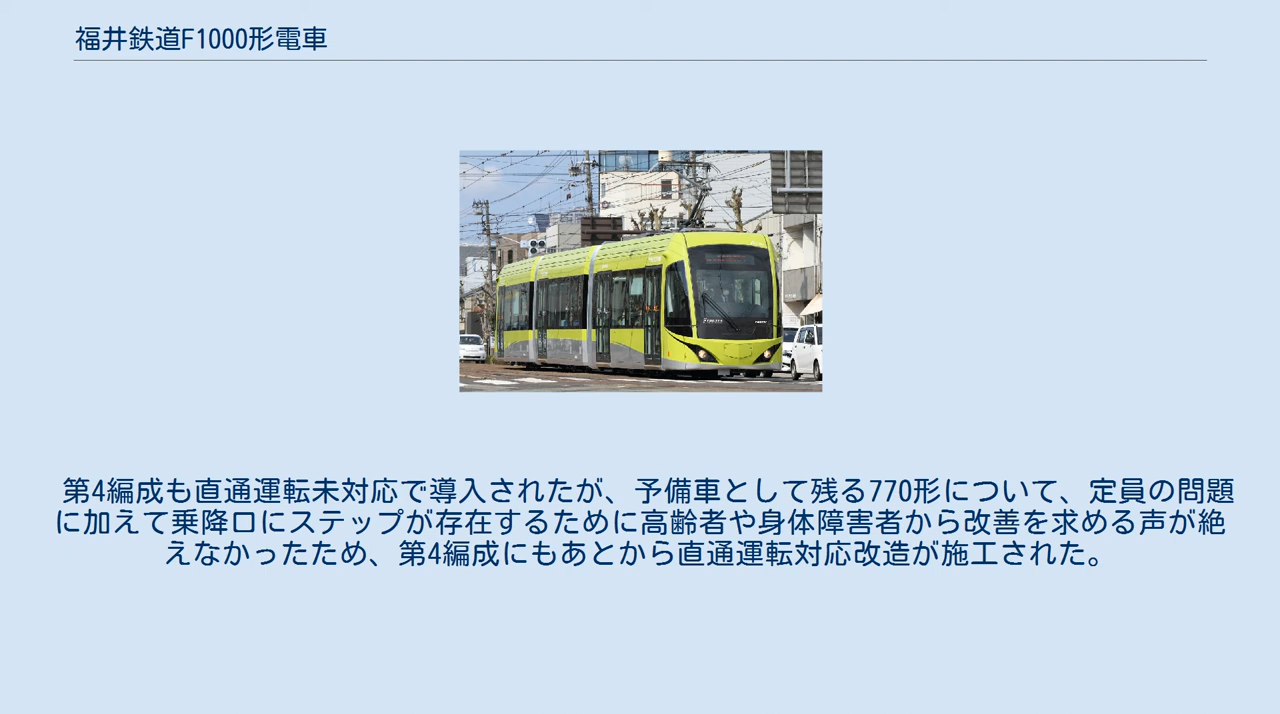 福井鉄道F1000形電車
第4編成も直通運転未対応で導入されたが、予備車として残る770形について、定員の問題
に加えて乗降口にステップが存在するために高齢者や身体障害者から改善を求める声が絶
えなかったため、第4編成にもあとから直通運転対応改造が施工された。